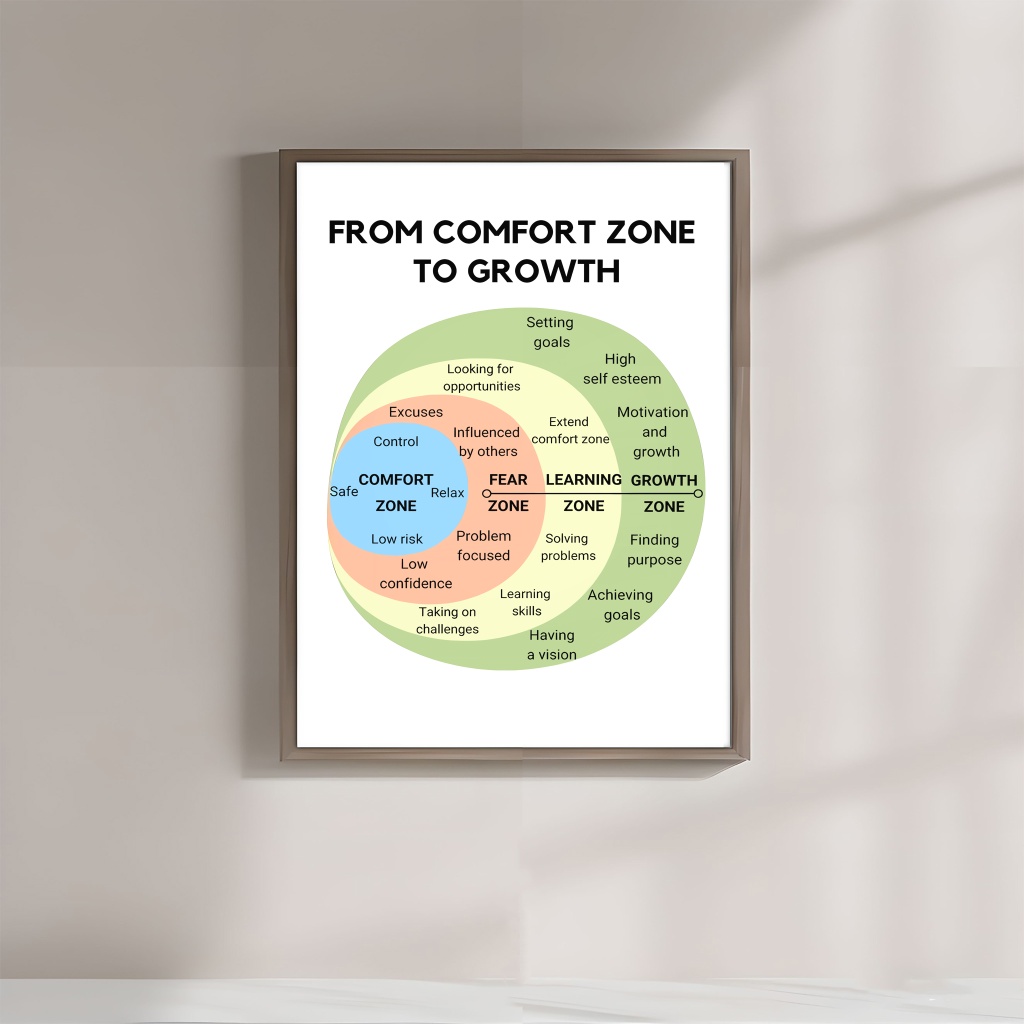 FROM COMFORT ZONE
TO GROWTH
Setting
goals
High
self esteem
Looking for
opportunities
Motivation
and
growth
Extend
comfort zone
Excuses
Influenced
by others
Control
COMFORT
ZONE
Safe
Relax
Low risk
FEAR
ZONE
LEARNING
ZONE
GROWTH
ZONE
Problem
focused
Low
confidence
Solving
problems
Finding
purpose
Learning
skills
Achieving
goals
Taking on
challenges
Having
a vision